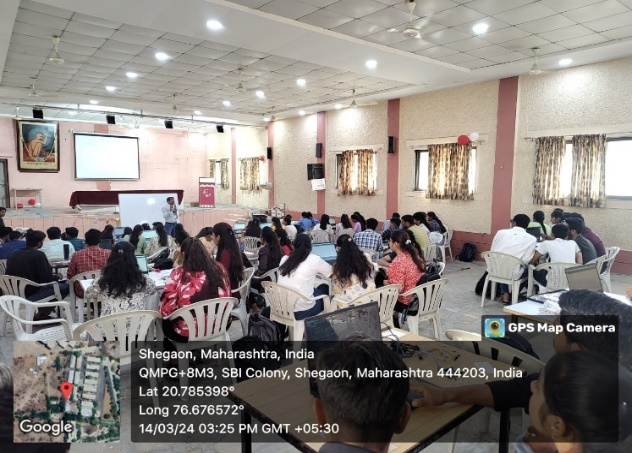 GPS Map Camera
Shegaon, Maharashtra, India
QMPG+8M3, SBI Colony, Shegaon, Maharashtra 444203, India
Lat 20.785398°
Long 76.676572°
14/03/24 03:25 PM GMT +05:30
Google